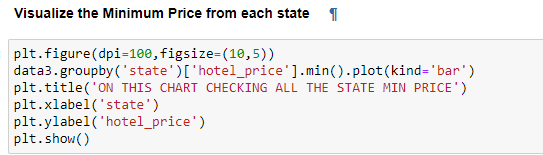 Visualize the Minimum Price from each state ¶
plt.figure(dpi=100,figsize=(10,5))
data3.groupby('state')['hotel_price'].min().plot(kind='bar')
plt.title('ON THIS CHART CHECKING ALL THE STATE MIN PRICE')
plt.xlabel('state')
plt.ylabel('hotel_price')
plt.show()